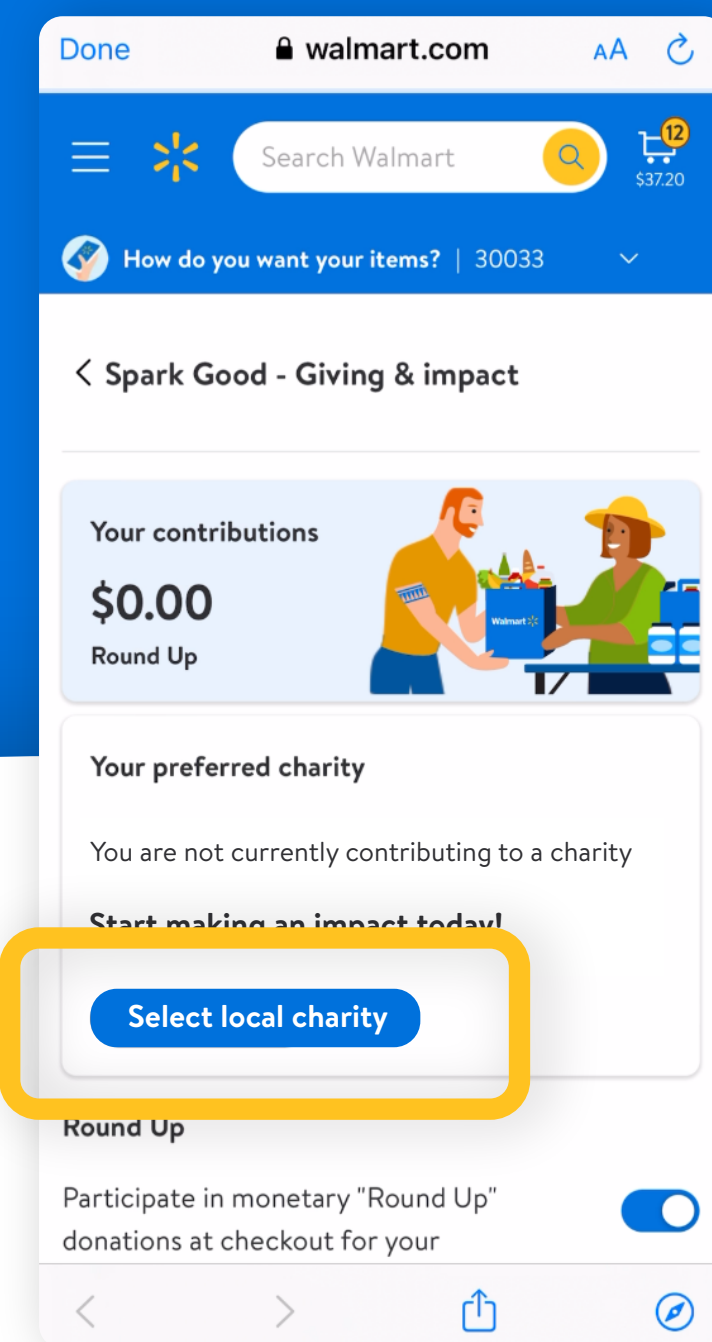 Done
walmart.com
AA
Search Walmart
12
$37.20
How do you want your items? | 30033
Spark Good - Giving & impact
Your contributions
$0.00
Round Up
Walmart
Your preferred charity
You are not currently contributing to a charity
Start making an impact today!
Select local charity
Round Up
Participate in monetary "Round Up"
donations at checkout for your